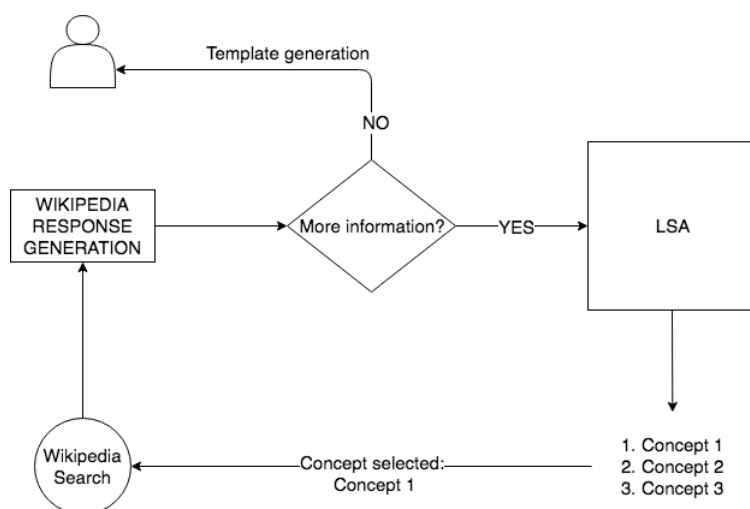 Template generation
NO
WIKIPEDIA
RESPONSE
GENERATION
More information?
YES
LSA
1. Concept 1
2. Concept 2
3. Concept 3
Concept selected:
Concept 1
Wikipedia
Search